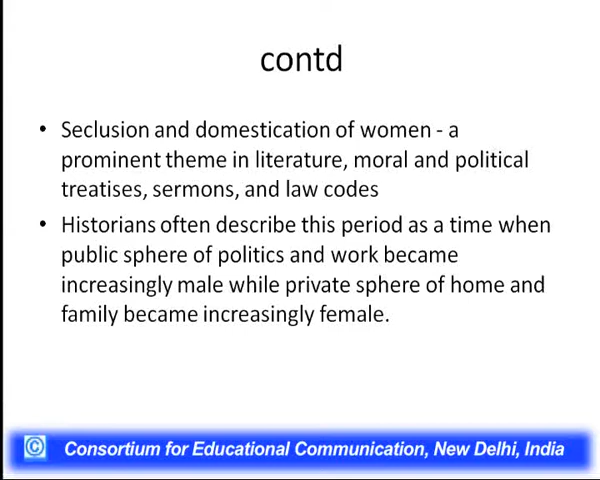 contd
• Seclusion and domestication of women - a
prominent theme in literature, moral and political
treatises, sermons, and law codes
• Historians often describe this period as a time when
public sphere of politics and work became
increasingly male while private sphere of home and
family became increasingly female.
© Consortium for Educational Communication, New Delhi, India